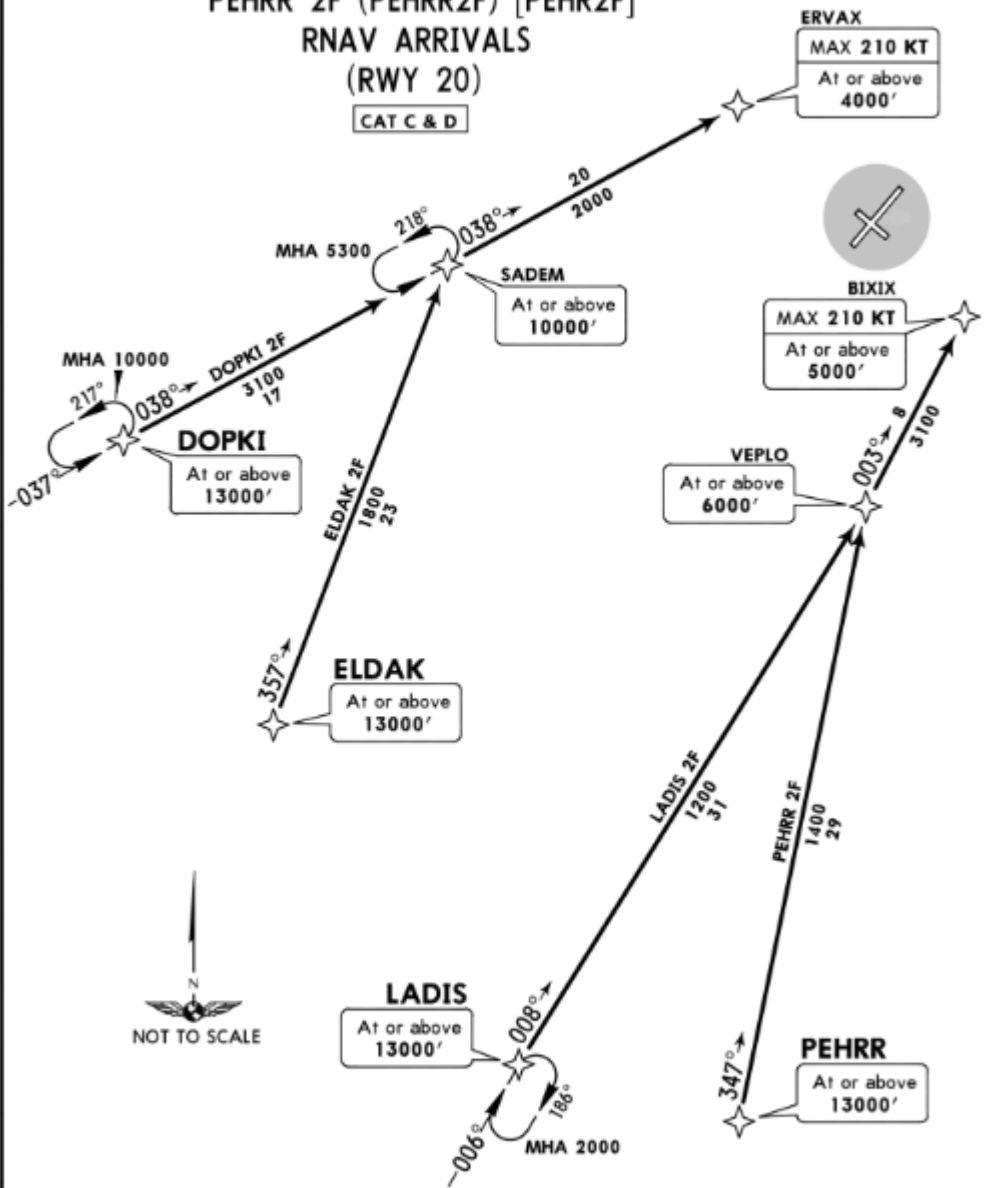 PEHRR 2F (PEHRR2F) [PEHR2F]
RNAV ARRIVALS
(RWY 20)
CAT C & D
ERVAX
MAX 210 KT
At or above
4000'
20
2000
218°
038°
MHA 5300
SADEM
At or above
10000'
BIXIX
MAX 210 KT
At or above
5000'
MHA 10000
217°
038°
DOPKI 2F
3100
17
DOPKI
At or above
13000'
-037°
ELDAK 2F
1800
23
003°
8
3100
VEPLO
At or above
6000'
357°
ELDAK
At or above
13000'
LADIS 2F
1200
31
PEHRR 2F
1400
29
N
NOT TO SCALE
LADIS
At or above
13000'
008°
186°
-006°
MHA 2000
347°
PEHRR
At or above
13000'